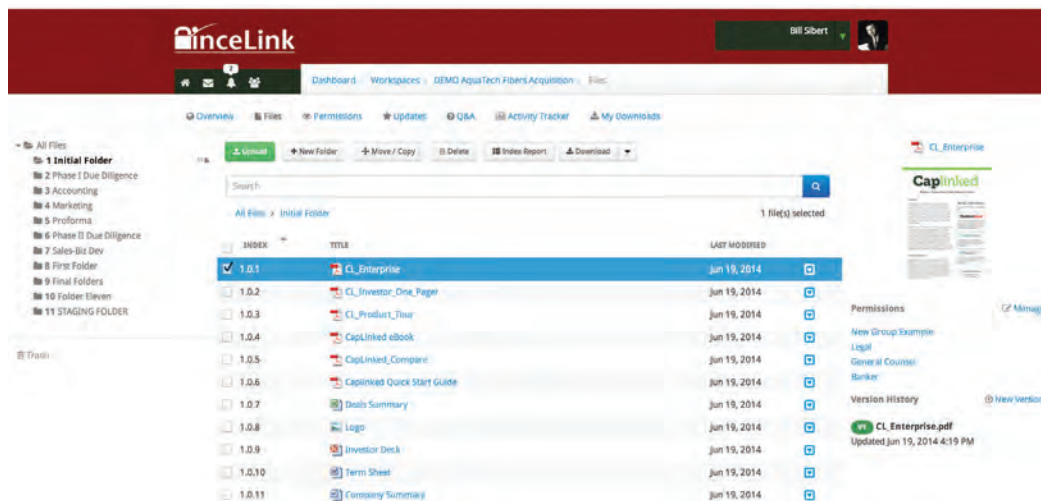 inceLink
Bill Sibert
2
Dashboard Workspaces DEMO AquaTech Fibers Acquisition Files
Overview Files Permissions Updates Q&A Activity Tracker My Downloads
All Files
1 Initial Folder
2 Phase I Due Diligence
3 Accounting
4 Marketing
5 Proforma
6 Phase II Due Diligence
7 Sales-Biz Dev
8 First Folder
9 Final Folders
10 Folder Eleven
11 STAGING FOLDER
Trash
Upload + New Folder Move / Copy Delete Index Report Download
Search
All Files > Initial Folder 1 file(s) selected
INDEX TITLE LAST MODIFIED
1.0.1 CL_Enterprise Jun 19, 2014
1.0.2 CL_Investor_One_Pager Jun 19, 2014
1.0.3 CL_Product_Tour Jun 19, 2014
1.0.4 CapLinked eBook Jun 19, 2014
1.0.5 CapLinked_Compare Jun 19, 2014
1.0.6 Caplinked Quick Start Guide Jun 19, 2014
1.0.7 Deals Summary Jun 19, 2014
1.0.8 Logo Jun 19, 2014
1.0.9 Investor Deck Jun 19, 2014
1.0.10 Term Sheet Jun 19, 2014
1.0.11 Company Summary Jun 19, 2014
CL_Enterprise
Caplinked
Permissions Manag
New Group Example
Legal
General Counsel
Banker
Version History New Version
V1 CL_Enterprise.pdf
Updated Jun 19, 2014 4:19 PM